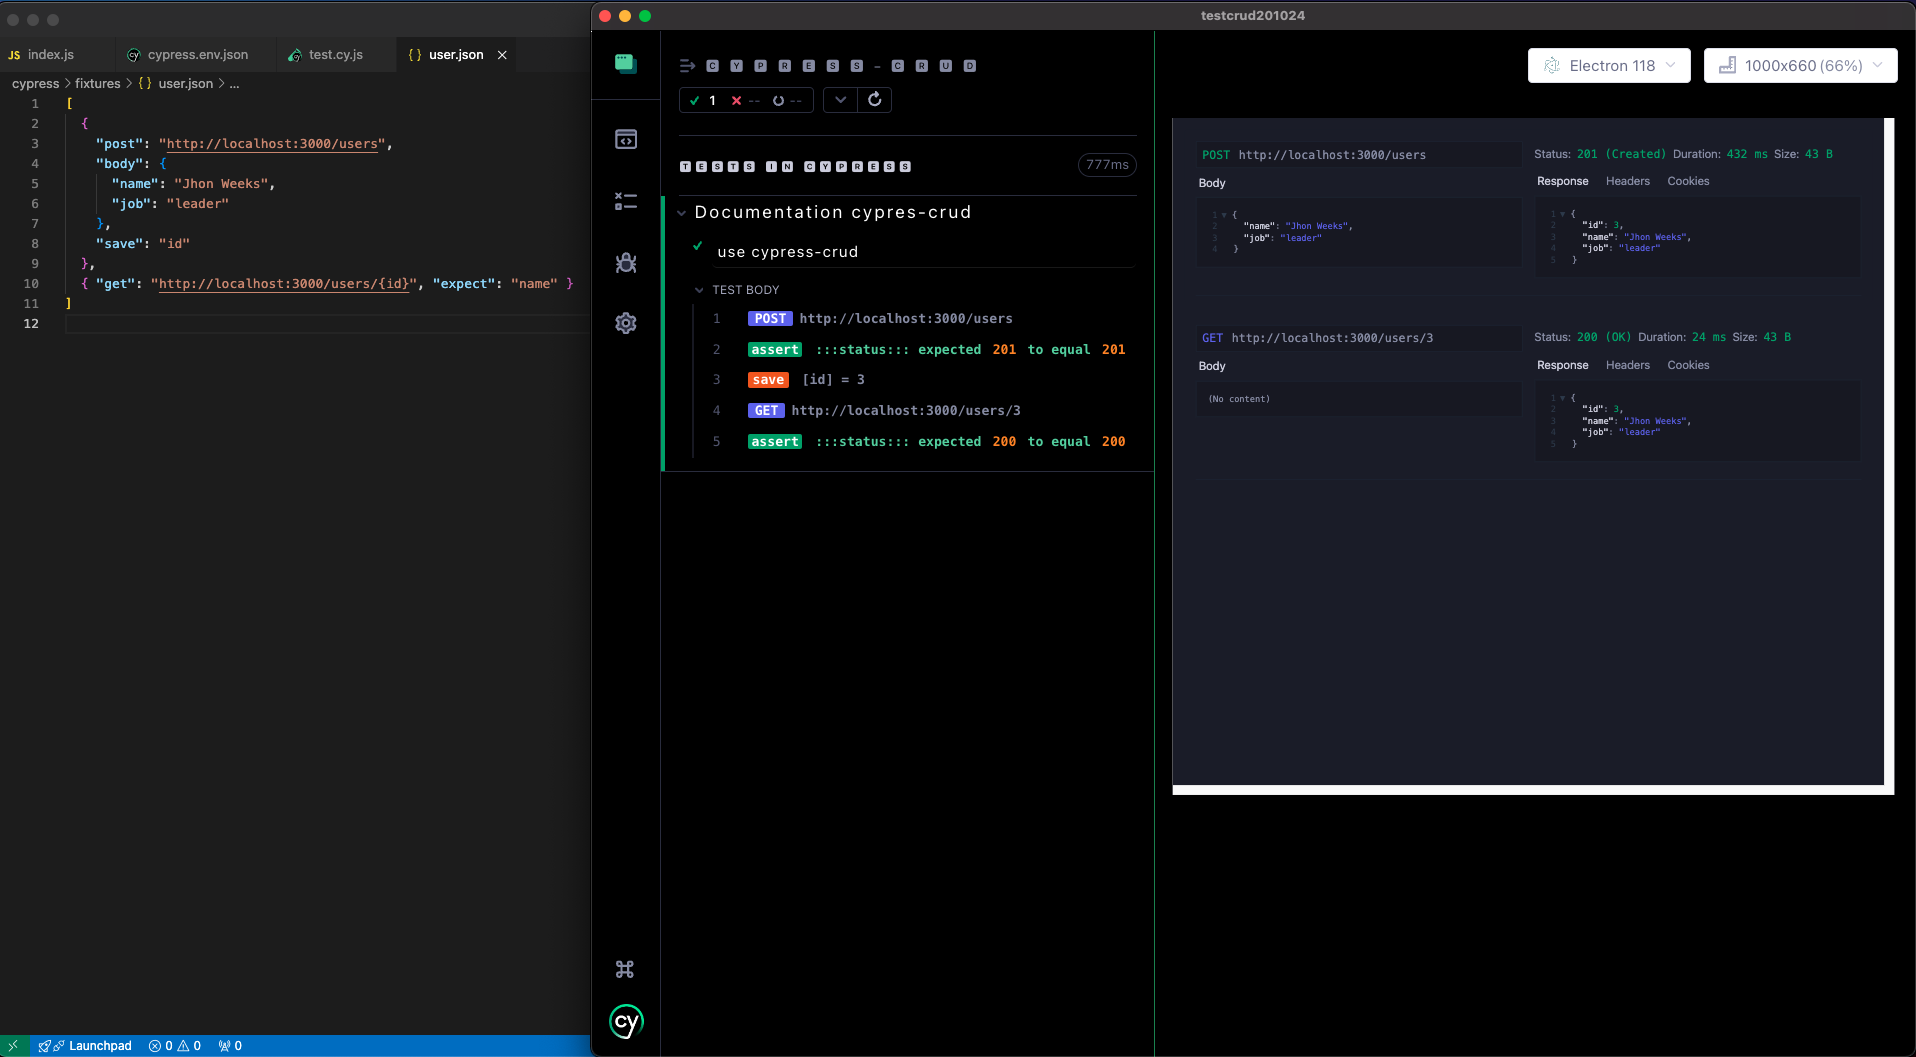 JS index.js
cypress.env.json
test.cy.js
{ } user.json
cypress > fixtures > { } user.json > ...
1 [
2 {
3 "post": "http://localhost:3000/users",
4 "body": {
5 "name": "Jhon Weeks",
6 "job": "leader"
7 },
8 "save": "id"
9 },
10 { "get": "http://localhost:3000/users/{id}", "expect": "name" }
11 ]
12
Launchpad 0 0 0
testcrud201024
CYPRESS-CRUD
1 -- --
TESTS IN CYPRESS 777ms
Documentation cypres-crud
use cypress-crud
TEST BODY
1 POST http://localhost:3000/users
2 assert :::status::: expected 201 to equal 201
3 save [id] = 3
4 GET http://localhost:3000/users/3
5 assert :::status::: expected 200 to equal 200
cy
Electron 118
1000x660 (66%)
POST http://localhost:3000/users
Body
1 {
2 "name": "Jhon Weeks",
3 "job": "leader"
4 }
Status: 201 (Created) Duration: 432 ms Size: 43 B
Response Headers Cookies
1 {
2 "id": 3,
3 "name": "Jhon Weeks",
4 "job": "leader"
5 }
GET http://localhost:3000/users/3
Body
(No content)
Status: 200 (OK) Duration: 24 ms Size: 43 B
Response Headers Cookies
1 {
2 "id": 3,
3 "name": "Jhon Weeks",
4 "job": "leader"
5 }